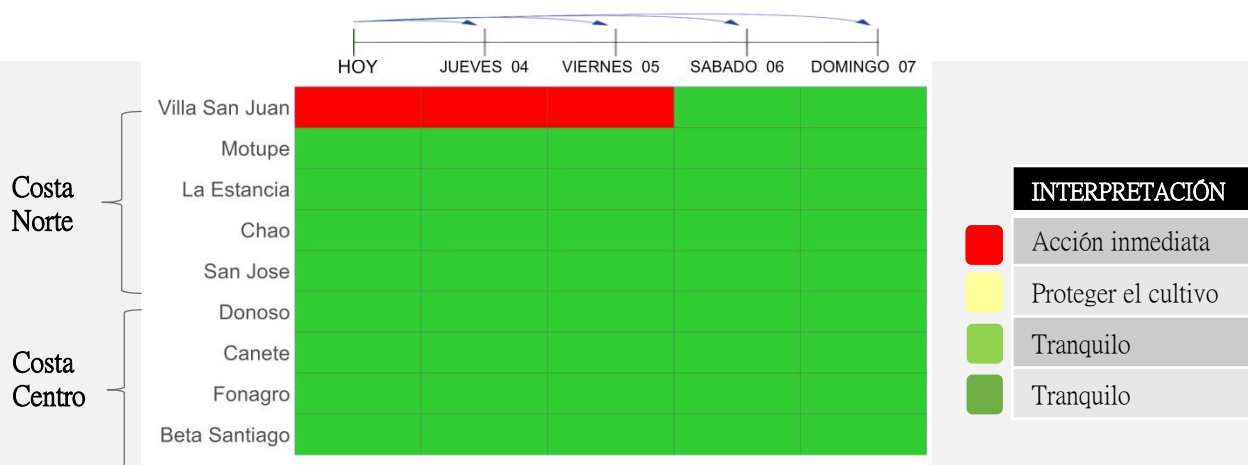 HOY JUEVES 04 VIERNES 05 SABADO 06 DOMINGO 07
Villa San Juan
Motupe
La Estancia
Chao
San Jose
Donoso
Canete
Fonagro
Beta Santiago
Costa
Norte
Costa
Centro
INTERPRETACIÓN
Acción inmediata
Proteger el cultivo
Tranquilo
Tranquilo